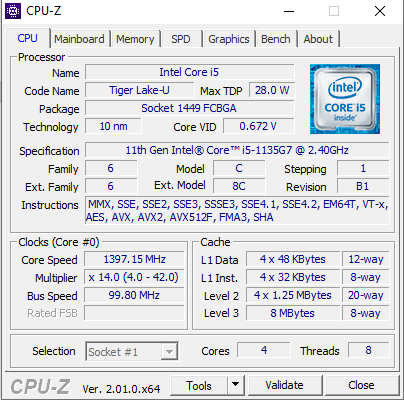 CPU-Z
CPU Mainboard Memory SPD Graphics Bench About
Processor
Name Intel Core i5
Code Name Tiger Lake-U Max TDP 28.0 W
Package Socket 1449 FCBGA
Technology 10 nm Core VID 0.672 V
intel
CORE i5
inside™
Specification 11th Gen Intel® Core™ i5-1135G7 @ 2.40GHz
Family 6 Model C Stepping 1
Ext. Family 6 Ext. Model 8C Revision B1
Instructions MMX, SSE, SSE2, SSE3, SSSE3, SSE4.1, SSE4.2, EM64T, VT-x,
AES, AVX, AVX2, AVX512F, FMA3, SHA
Clocks (Core #0)
Core Speed 1397.15 MHz
Multiplier x 14.0 (4.0 - 42.0)
Bus Speed 99.80 MHz
Rated FSB
Cache
L1 Data 4 x 48 KBytes 12-way
L1 Inst. 4 x 32 KBytes 8-way
Level 2 4 x 1.25 MBytes 20-way
Level 3 8 MBytes 8-way
Selection Socket #1 Cores 4 Threads 8
CPU-Z Ver. 2.01.0.x64 Tools Validate Close